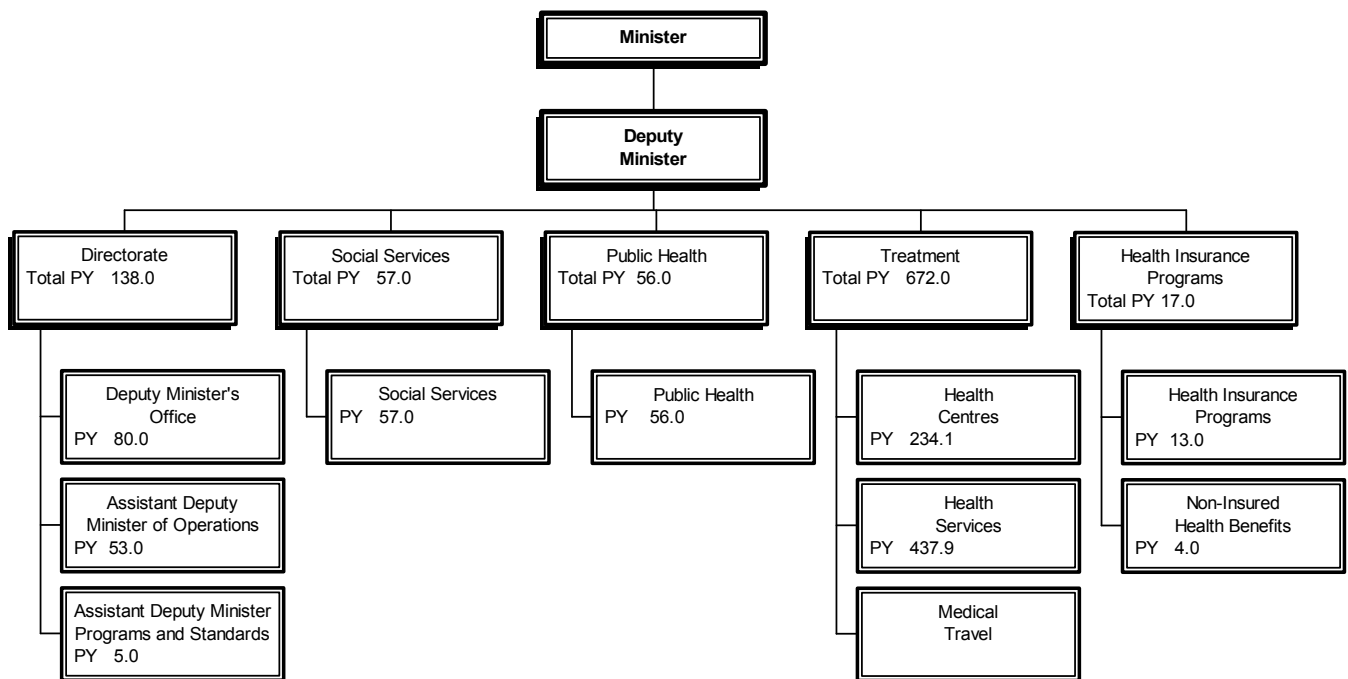 Minister
Deputy
Minister
Directorate
Total PY 138.0
Social Services
Total PY 57.0
Public Health
Total PY 56.0
Treatment
Total PY 672.0
Health Insurance
Programs
Total PY 17.0
Deputy Minister's
Office
PY 80.0
Social Services
PY 57.0
Public Health
PY 56.0
Health
Centres
PY 234.1
Health Insurance
Programs
PY 13.0
Assistant Deputy
Minister of Operations
PY 53.0
Health
Services
PY 437.9
Non-Insured
Health Benefits
PY 4.0
Assistant Deputy Minister
Programs and Standards
PY 5.0
Medical
Travel